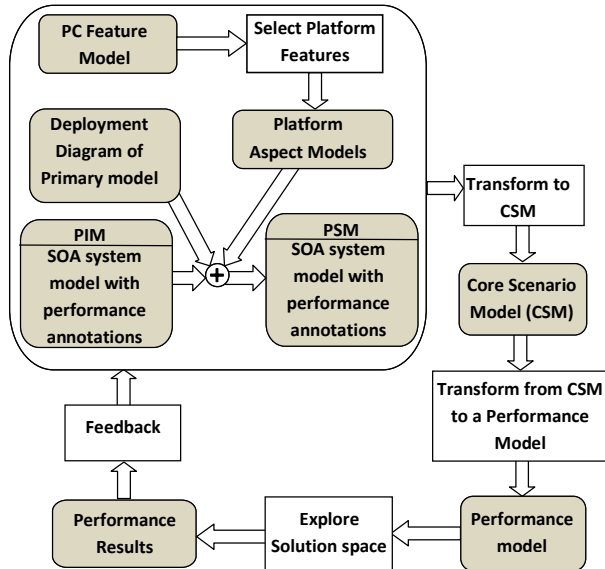 PC Feature
Model
Select Platform
Features
Deployment
Diagram of
Primary model
Platform
Aspect Models
PIM
SOA system
model with
performance
annotations
+
PSM
SOA system
model with
performance
annotations
Transform to
CSM
Core Scenario
Model (CSM)
Transform from CSM
to a Performance
Model
Performance
model
Explore
Solution space
Performance
Results
Feedback